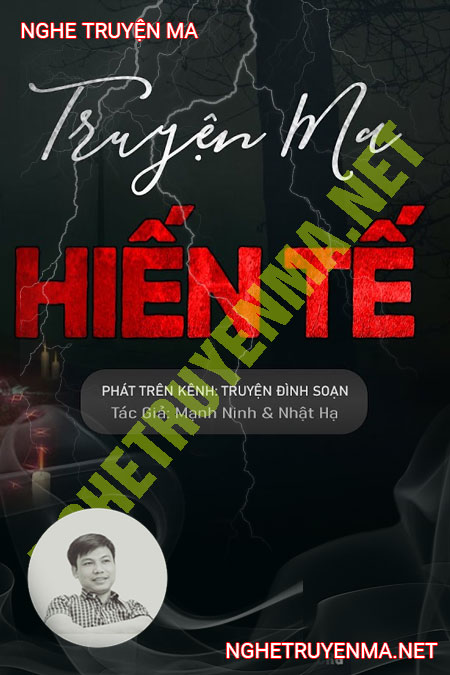 NGHE TRUYỆN MA
Truyện Ma
HIẾN TẾ
PHÁT TRÊN KÊNH: TRUYỆN ĐÌNH SOẠN
Tác Giả: Mạnh Ninh & Nhật Hạ
NGHETRUYENMA.NET
NGHETRUYENMA.NET